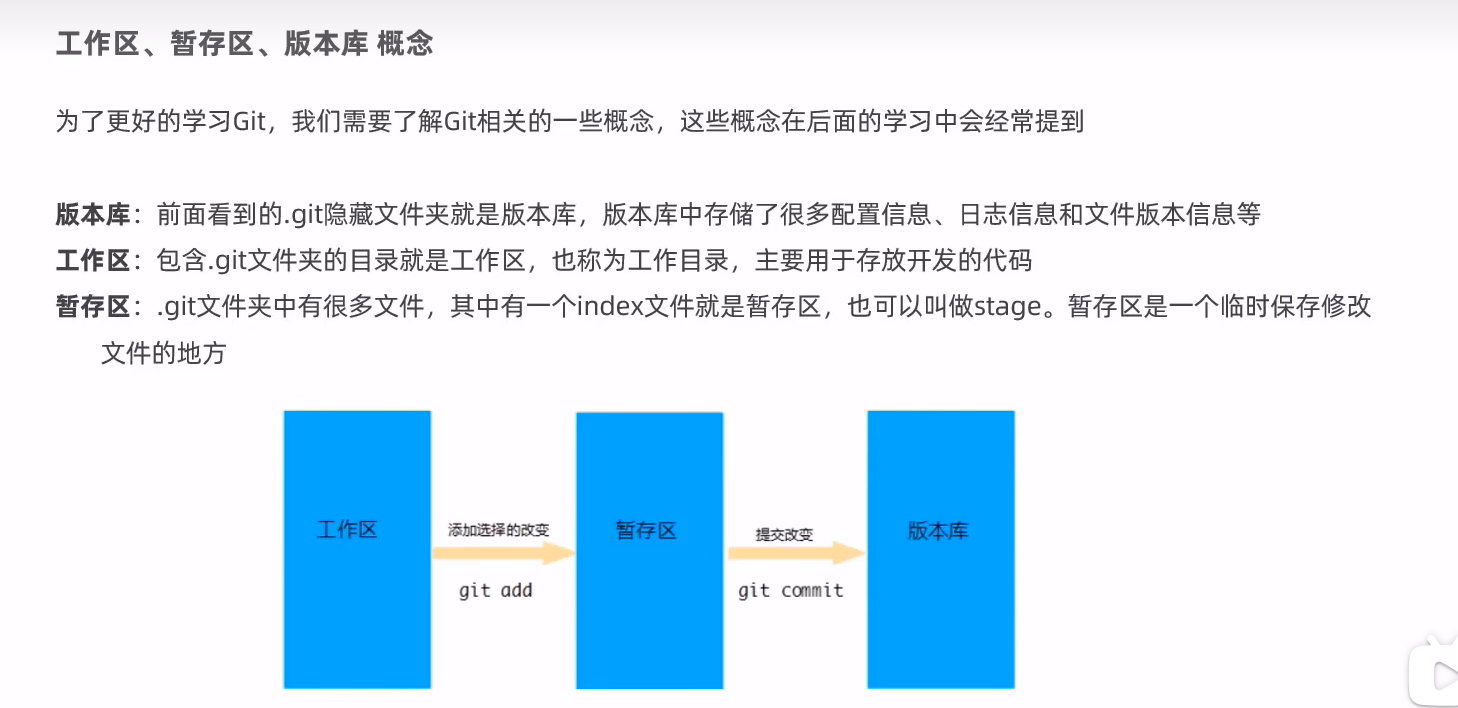 工作区、暂存区、版本库 概念
为了更好的学习Git，我们需要了解Git相关的一些概念，这些概念在后面的学习中会经常提到
版本库：前面看到的.git隐藏文件夹就是版本库，版本库中存储了很多配置信息、日志信息和文件版本信息等
工作区：包含.git文件夹的目录就是工作区，也称为工作目录，主要用于存放开发的代码
暂存区：.git文件夹中有很多文件，其中有一个index文件就是暂存区，也可以叫做stage。暂存区是一个临时保存修改
文件的地方
工作区
添加选择的改变
git add
暂存区
提交改变
git commit
版本库